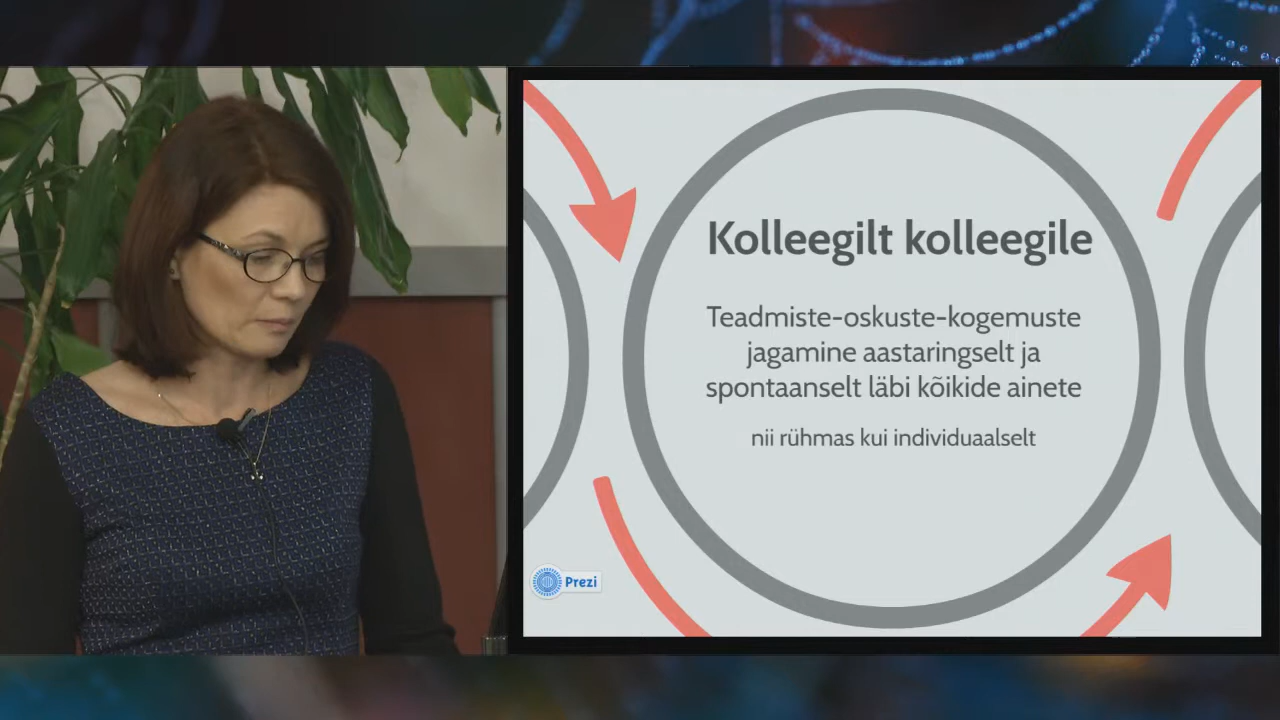 Kolleegilt kolleegile
Teadmiste-oskuste-kogemuste
jagamine aastaringselt ja
spontaanselt läbi kõikide ainete
nii rühmas kui individuaalselt
Prezi